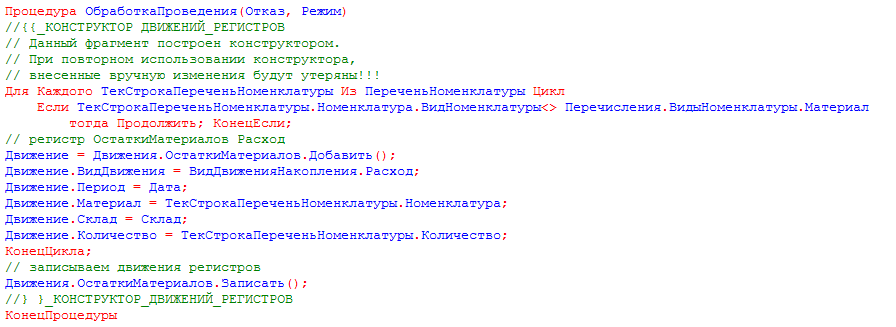 Процедура ОбработкаПроведения(Отказ, Режим)
//{{_КОНСТРУКТОР ДВИЖЕНИЙ_РЕГИСТРОВ
// Данный фрагмент построен конструктором.
// При повторном использовании конструктора,
// внесенные вручную изменения будут утеряны!!!
Для Каждого ТекСтрокаПереченьНоменклатуры Из ПереченьНоменклатуры Цикл
    Если ТекСтрокаПереченьНоменклатуры.Номенклатура.ВидНоменклатуры<> Перечисления.ВидыНоменклатуры.Материал
        тогда Продолжить; КонецЕсли;
// регистр ОстаткиМатериалов Расход
Движение = Движения.ОстаткиМатериалов.Добавить();
Движение.ВидДвижения = ВидДвиженияНакопления.Расход;
Движение.Период = Дата;
Движение.Материал = ТекСтрокаПереченьНоменклатуры.Номенклатура;
Движение.Склад = Склад;
Движение.Количество = ТекСтрокаПереченьНоменклатуры.Количество;
КонецЦикла;
// записываем движения регистров
Движения.ОстаткиМатериалов.Записать();
//} }_КОНСТРУКТОР_ДВИЖЕНИЙ_РЕГИСТРОВ
КонецПроцедуры